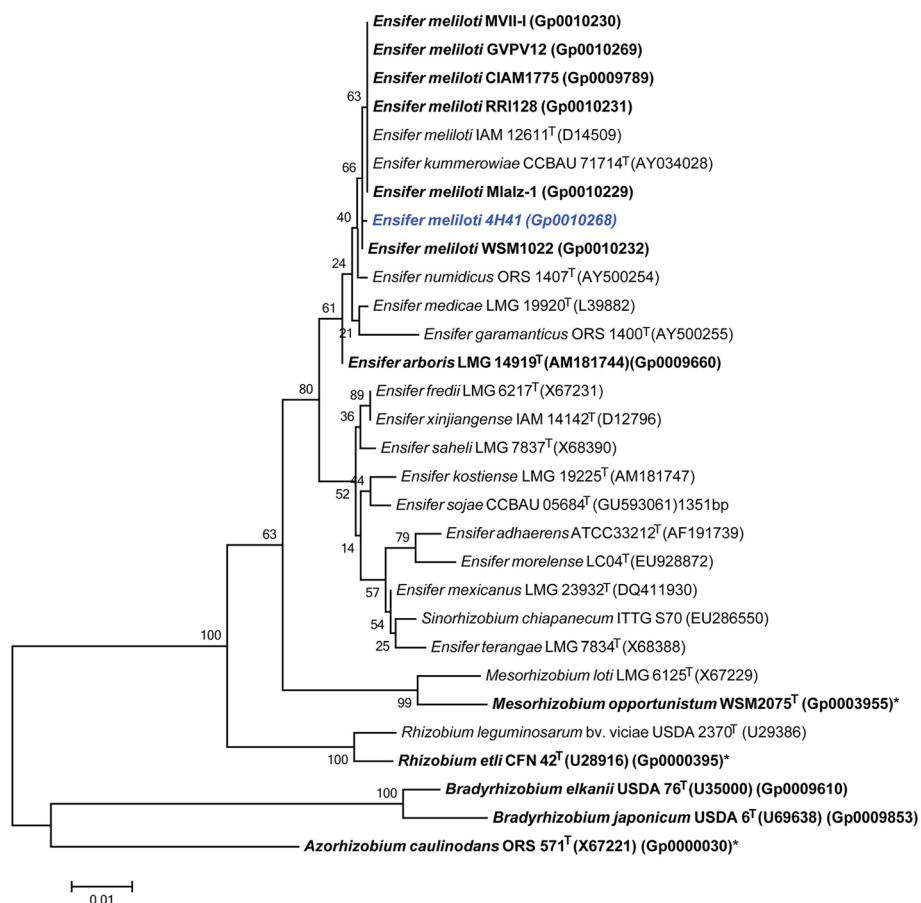 Ensifer meliloti MVII-I (Gp0010230)
Ensifer meliloti GVPV12 (Gp0010269)
Ensifer meliloti CIAM1775 (Gp0009789)
63
Ensifer meliloti RRI128 (Gp0010231)
Ensifer meliloti IAM 12611T (D14509)
Ensifer kummerowiae CCBAU 71714T (AY034028)
66
Ensifer meliloti Mlalz-1 (Gp0010229)
40
Ensifer meliloti 4H41 (Gp0010268)
Ensifer meliloti WSM1022 (Gp0010232)
24
Ensifer numidicus ORS 1407T (AY500254)
61
Ensifer medicae LMG 19920T (L39882)
21
Ensifer garamanticus ORS 1400T (AY500255)
Ensifer arboris LMG 14919T (AM181744)(Gp0009660)
80
89
Ensifer fredii LMG 6217T (X67231)
36
Ensifer xinjiangense IAM 14142T (D12796)
Ensifer saheli LMG 7837T (X68390)
44
Ensifer kostiense LMG 19225T (AM181747)
52
Ensifer sojae CCBAU 05684T (GU593061)1351bp
63
79
Ensifer adhaerens ATCC33212T (AF191739)
14
Ensifer morelense LC04T (EU928872)
57
Ensifer mexicanus LMG 23932T (DQ411930)
54
Sinorhizobium chiapanecum ITTG S70 (EU286550)
100
25
Ensifer terangae LMG 7834T (X68388)
Mesorhizobium loti LMG 6125T (X67229)
99
Mesorhizobium opportunistum WSM2075T (Gp0003955)*
Rhizobium leguminosarum bv. viciae USDA 2370T (U29386)
100
Rhizobium etli CFN 42T (U28916) (Gp0000395)*
100
Bradyrhizobium elkanii USDA 76T (U35000) (Gp0009610)
Bradyrhizobium japonicum USDA 6T (U69638) (Gp0009853)
Azorhizobium caulinodans ORS 571T (X67221) (Gp0000030)*
0.01